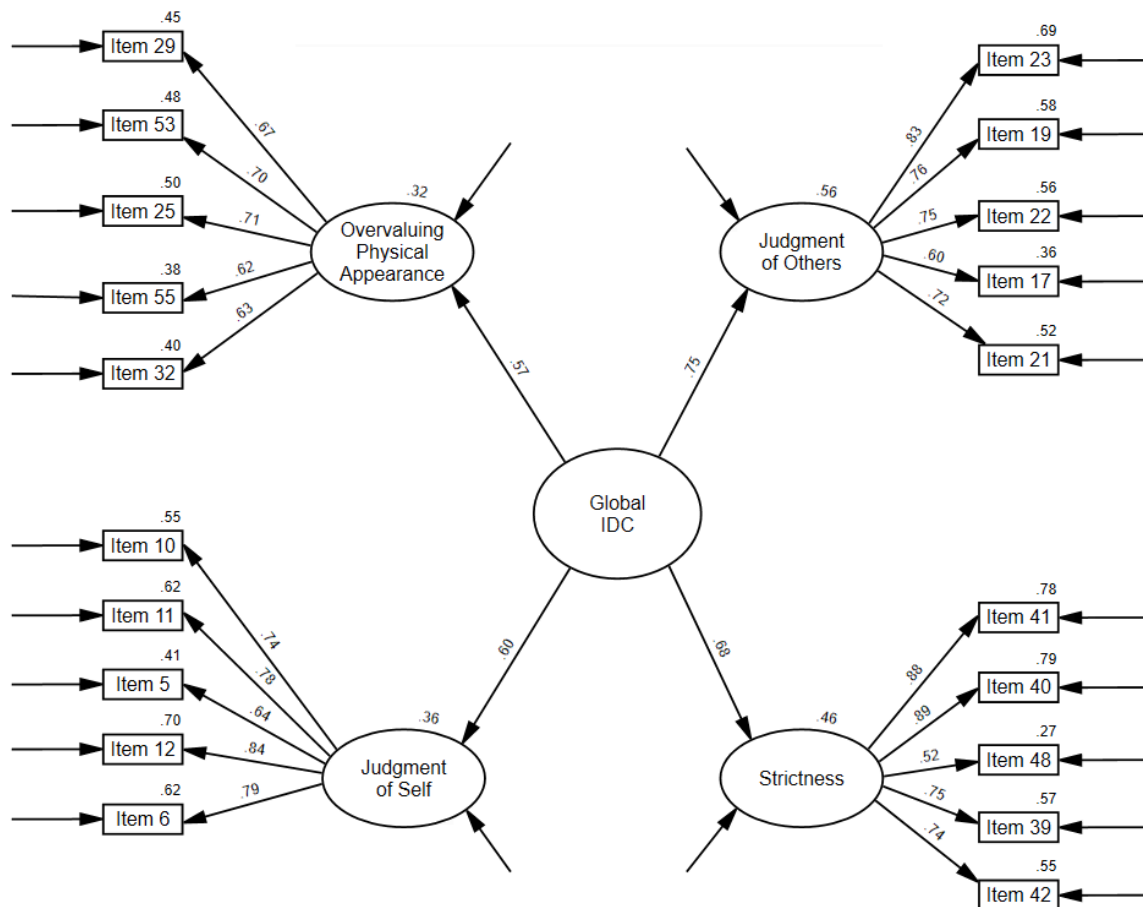 .45
Item 29
.48
Item 53
.50
Item 25
.38
Item 55
.40
Item 32
.67
.70
.71
.62
.63
.32
Overvaluing
Physical
Appearance
.57
.69
Item 23
.58
Item 19
.56
Item 22
.36
Item 17
.52
Item 21
.83
.76
.75
.60
.72
.56
Judgment
of Others
.75
Global
IDC
.55
Item 10
.62
Item 11
.41
Item 5
.70
Item 12
.62
Item 6
.74
.78
.64
.84
.79
.36
Judgment
of Self
.60
.78
Item 41
.79
Item 40
.27
Item 48
.57
Item 39
.55
Item 42
.88
.89
.52
.75
.74
.46
Strictness
.68